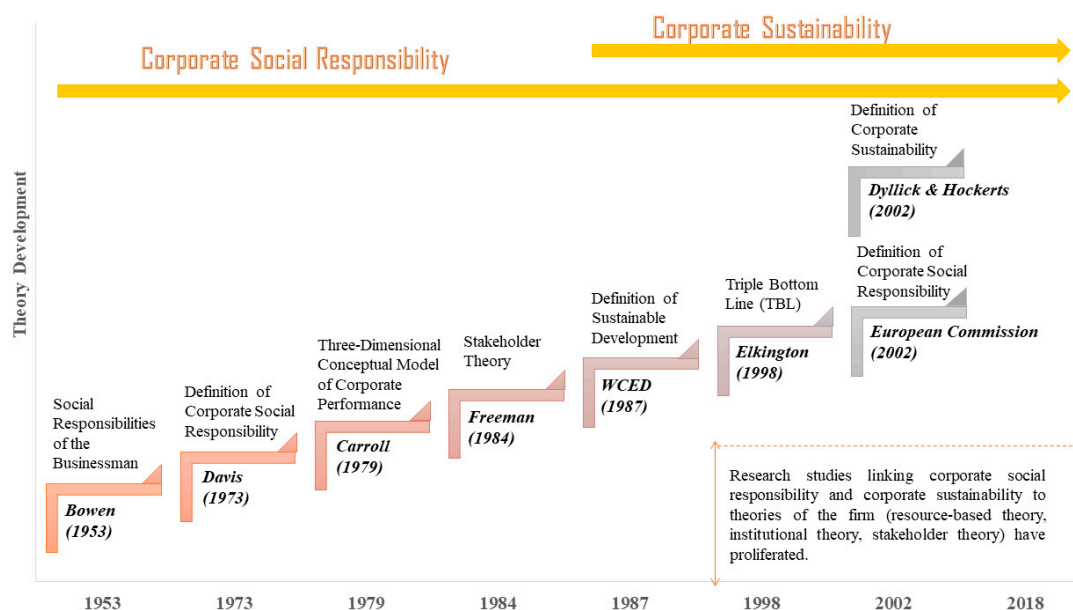 Corporate Sustainability
Corporate Social Responsibility
Theory Development
Definition of
Corporate
Sustainability
Dyllick & Hockerts
(2002)
Social
Responsibilities
of the
Businessman
Bowen
(1953)
Definition of
Corporate Social
Responsibility
Davis
(1973)
Three-Dimensional
Conceptual Model
of Corporate
Performance
Carroll
(1979)
Stakeholder
Theory
Freeman
(1984)
Definition of
Sustainable
Development
WCED
(1987)
Triple Bottom
Line (TBL)
Elkington
(1998)
Definition of
Corporate Social
Responsibility
European Commission
(2002)
Research studies linking corporate social
responsibility and corporate sustainability to
theories of the firm (resource-based theory,
institutional theory, stakeholder theory) have
proliferated.
1953 1973 1979 1984 1987 1998 2002 2018